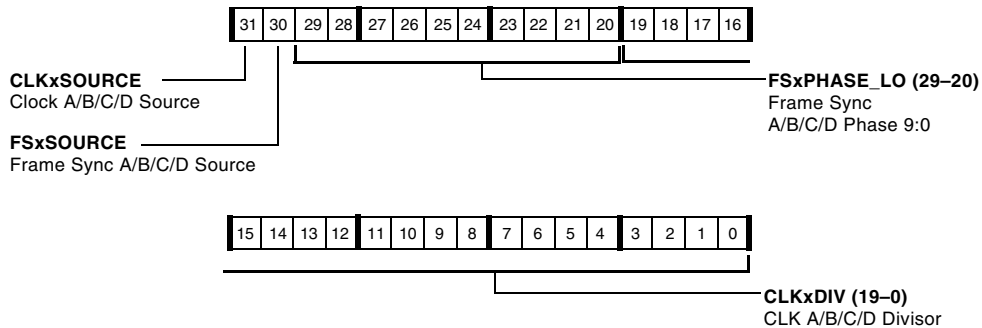 31 30 29 28 27 26 25 24 23 22 21 20 19 18 17 16
CLKxSOURCE
Clock A/B/C/D Source
FSxSOURCE
Frame Sync A/B/C/D Source
FSxPHASE_LO (29–20)
Frame Sync
A/B/C/D Phase 9:0
15 14 13 12 11 10 9 8 7 6 5 4 3 2 1 0
CLKxDIV (19–0)
CLK A/B/C/D Divisor